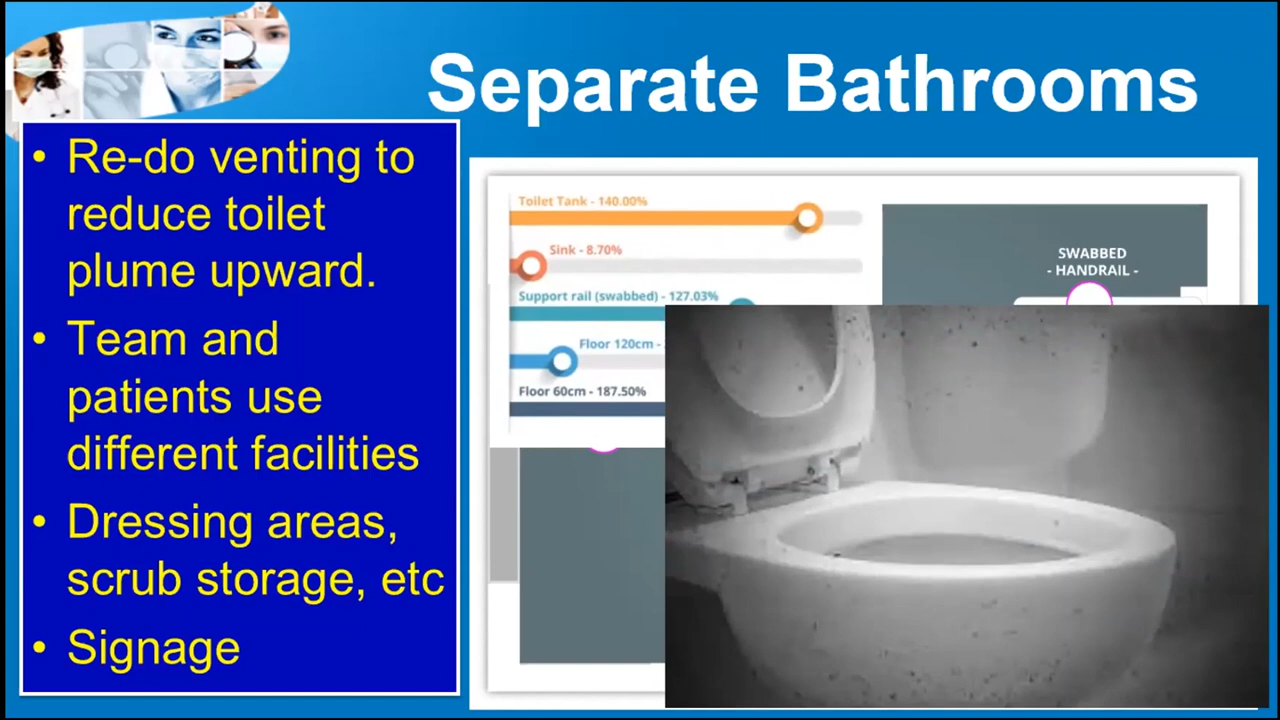 Separate Bathrooms
• Re-do venting to
reduce toilet
plume upward.
• Team and
patients use
different facilities
• Dressing areas,
scrub storage, etc
• Signage
Toilet Tank - 140.00%
Sink - 8.70%
Support rail (swabbed) - 127.03%
Floor 120cm -
Floor 60cm - 187.50%
SWABBED
- HANDRAIL -